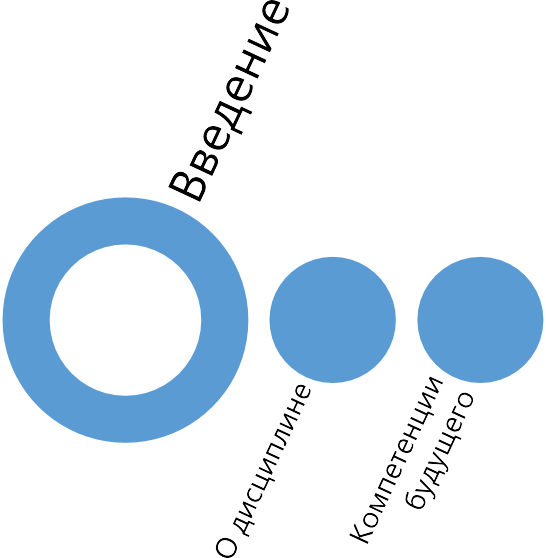 Введение
О дисциплине
Компетенции
будущего